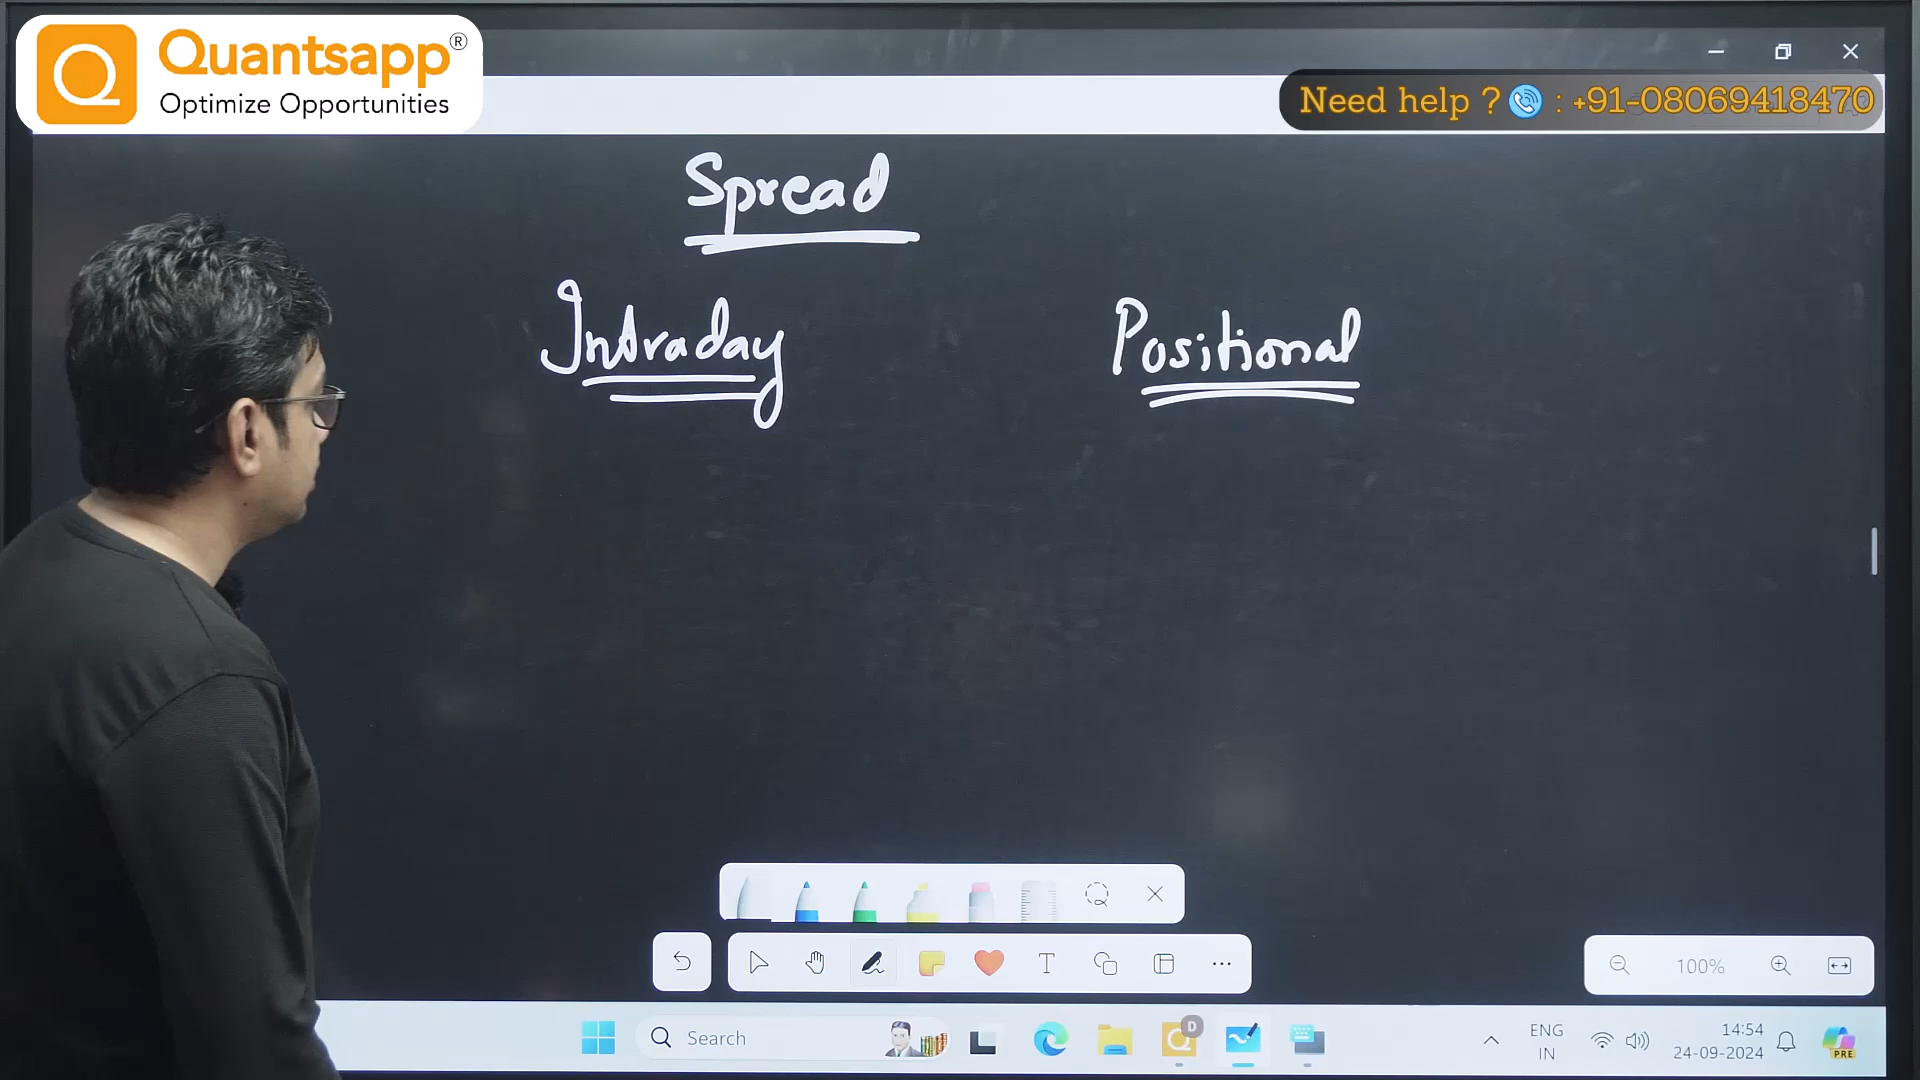 Quantsapp®
Optimize Opportunities
Need help ? : +91-08069418470
Spread
Intraday
Positional
100%
Search
D
ENG
IN
14:54
24-09-2024
PRE